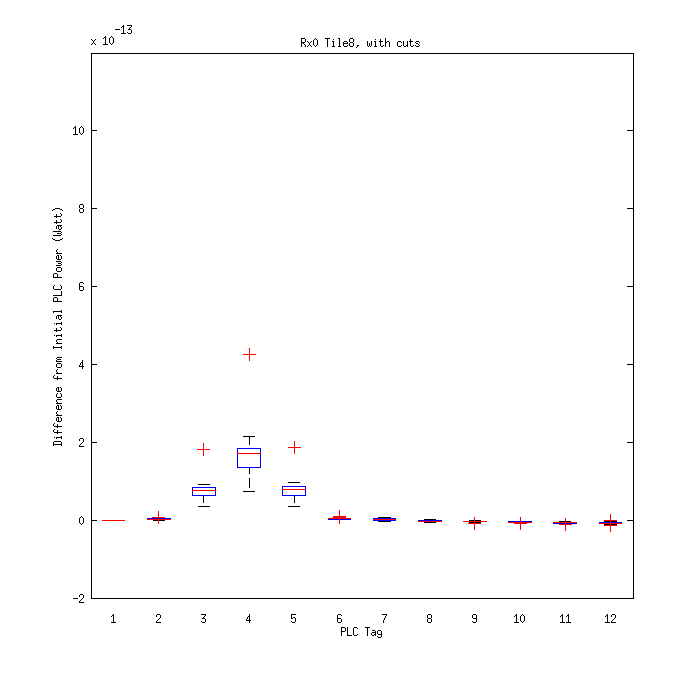 x 10-13
Rx0 Tile8, with cuts
Difference from Initial PLC Power (Watt)
10
8
6
4
2
0
-2
1 2 3 4 5 6 7 8 9 10 11 12
PLC Tag